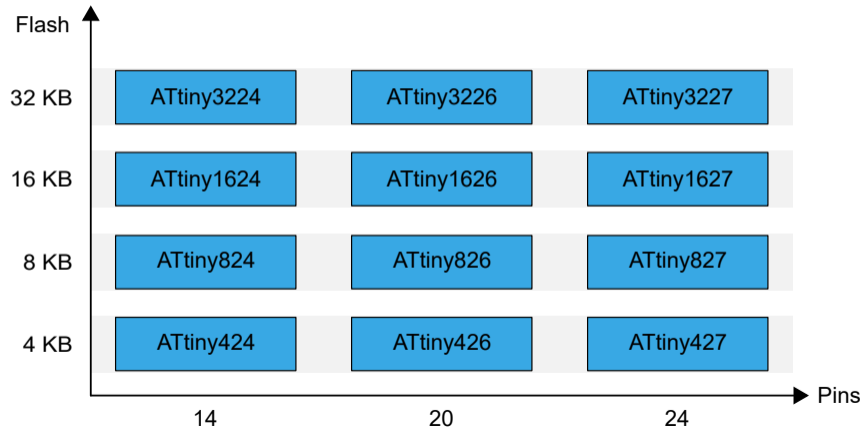 Flash
32 KB ATtiny3224 ATtiny3226 ATtiny3227
16 KB ATtiny1624 ATtiny1626 ATtiny1627
8 KB ATtiny824 ATtiny826 ATtiny827
4 KB ATtiny424 ATtiny426 ATtiny427
Pins
14 20 24